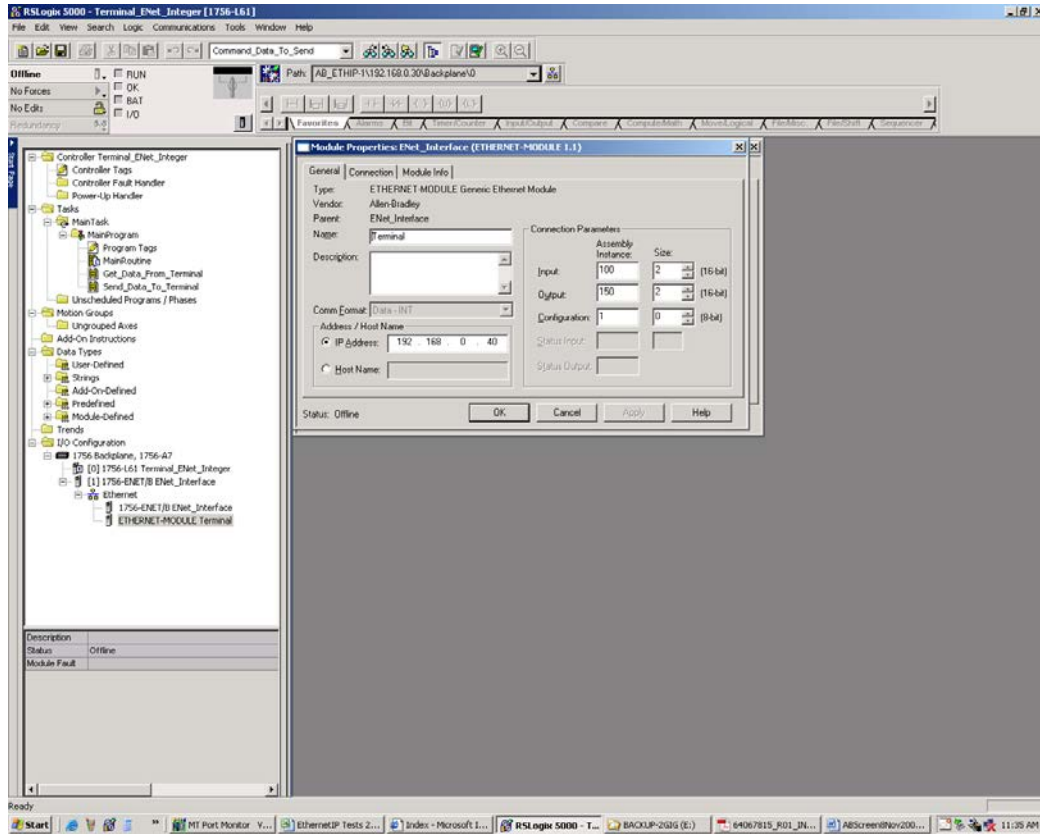 RSLogix 5000 - Terminal_ENet_Integer [1756-L61]
File Edit View Search Logic Communications Tools Window Help
Command_Data_To_Send
Offline
RUN
Path: AB_ETHIP-1\192.168.0.30\Backplane\0
No Forces
OK
No Edits
BAT
I/O
Redundancy
Favorites Alarms Bit Timer/Counter Input/Output Compare Compute/Math Move/Logical File/Misc. File/Shift Sequencer
Start Page
Controller Terminal_ENet_Integer
Controller Tags
Controller Fault Handler
Power-Up Handler
Tasks
MainTask
MainProgram
Program Tags
MainRoutine
Get_Data_From_Terminal
Send_Data_To_Terminal
Unscheduled Programs / Phases
Motion Groups
Ungrouped Axes
Add-On Instructions
Data Types
User-Defined
Strings
Add-On-Defined
Predefined
Module-Defined
Trends
I/O Configuration
1756 Backplane, 1756-A7
[0] 1756-L61 Terminal_ENet_Integer
[1] 1756-ENET/B ENet_Interface
Ethernet
1756-ENET/B ENet_Interface
ETHERNET-MODULE Terminal
Description
Status Offline
Module Fault
Module Properties: ENet_Interface (ETHERNET-MODULE 1.1)
General Connection Module Info
Type: ETHERNET-MODULE Generic Ethernet Module
Vendor: Allen-Bradley
Parent: ENet_Interface
Name: Terminal
Description:
Comm Format: Data - INT
Address / Host Name
IP Address: 192 . 168 . 0 . 40
Host Name:
Connection Parameters
Assembly
Instance: Size:
Input: 100 2 (16-bit)
Output: 150 2 (16-bit)
Configuration: 1 0 (8-bit)
Status Input:
Status Output:
Status: Offline
OK Cancel Apply Help
Ready
Start
MT Port Monitor V... EthernetIP Tests 2... Index - Microsoft I... RSLogix 5000 - T... BACKUP-2GIG (E:) 64067815_R01_IN... ABScreen8Nov200... 11:35 AM